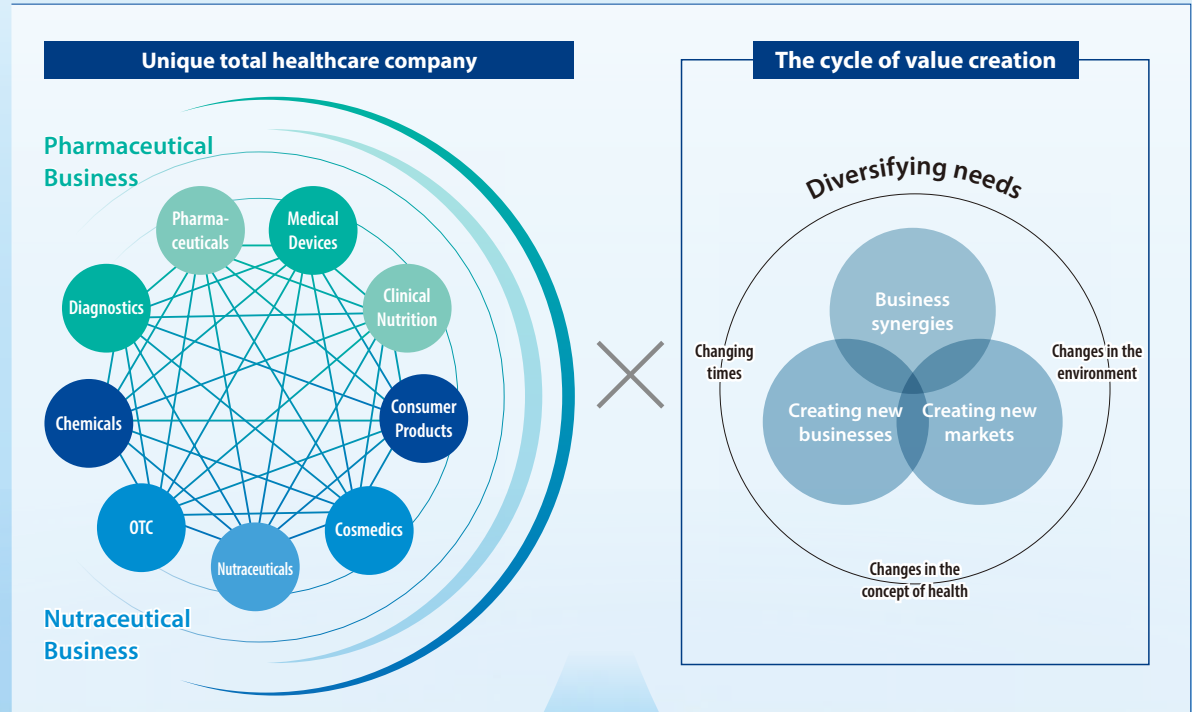 Unique total healthcare company
Pharmaceutical
Business
Pharma-
ceuticals
Medical
Devices
Clinical
Nutrition
Diagnostics
Chemicals
Consumer
Products
OTC
Nutraceuticals
Cosmedics
Nutraceutical
Business
The cycle of value creation
Diversifying needs
Business
synergies
Changing
times
Changes in the
environment
Creating new
businesses
Creating new
markets
Changes in the
concept of health